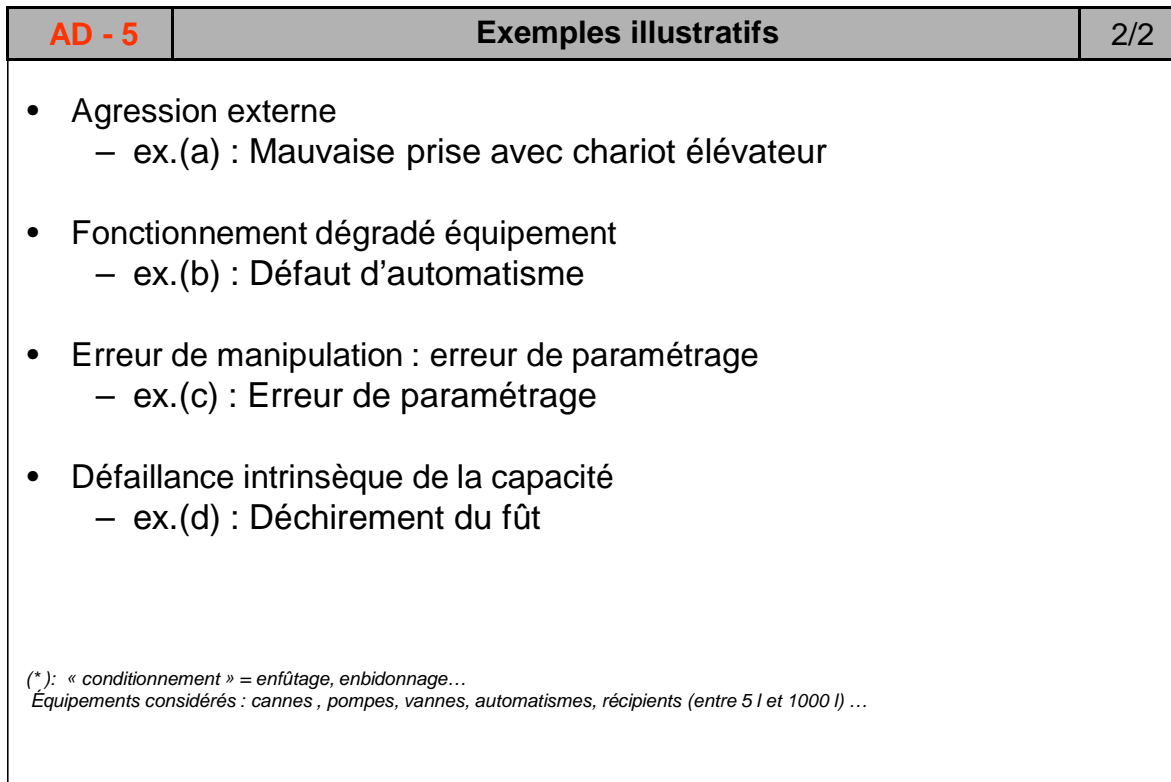 AD - 5
Exemples illustratifs
2/2
• Agression externe
– ex.(a) : Mauvaise prise avec chariot élévateur
• Fonctionnement dégradé équipement
– ex.(b) : Défaut d'automatisme
• Erreur de manipulation : erreur de paramétrage
– ex.(c) : Erreur de paramétrage
• Défaillance intrinsèque de la capacité
– ex.(d) : Déchirement du fût
(* ): « conditionnement » = enfûtage, enbidonnage…
Équipements considérés : cannes , pompes, vannes, automatismes, récipients (entre 5 l et 1000 l) …